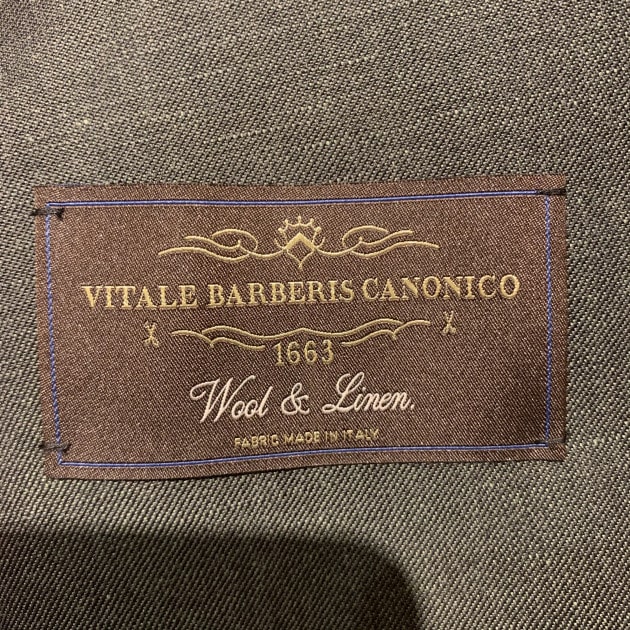 VITALE BARBERIS CANONICO
1663
Wool & Linen.
FABRIC MADE IN ITALY